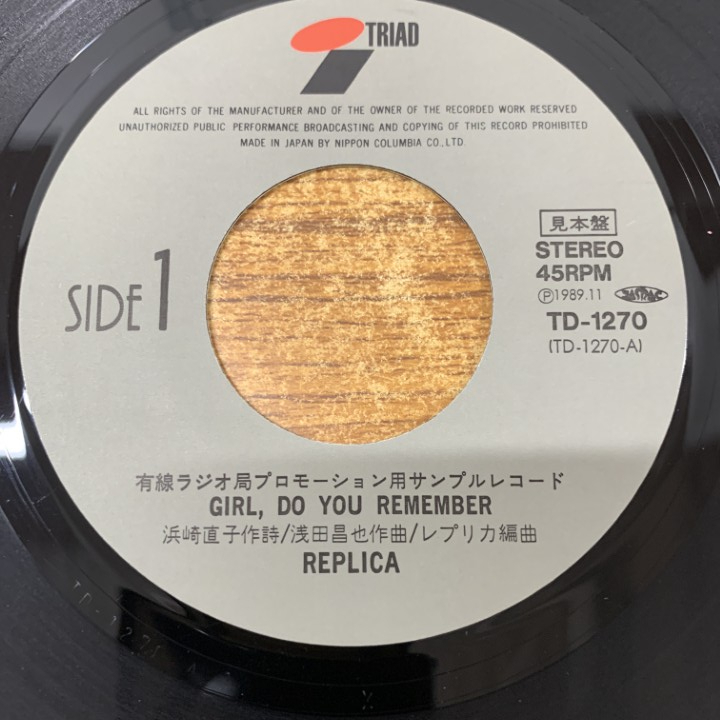 TRIAD
ALL RIGHTS OF THE MANUFACTURER AND OF THE OWNER OF THE RECORDED WORK RESERVED
UNAUTHORIZED PUBLIC PERFORMANCE BROADCASTING AND COPYING OF THIS RECORD PROHIBITED
MADE IN JAPAN BY NIPPON COLUMBIA CO., LTD.
SIDE 1
見本盤
STEREO
45RPM
Ⓟ1989.11 JASRAC
TD-1270
(TD-1270-A)
有線ラジオ局プロモーション用サンプルレコード
GIRL, DO YOU REMEMBER
浜崎直子作詩/浅田昌也作曲/レプリカ編曲
REPLICA